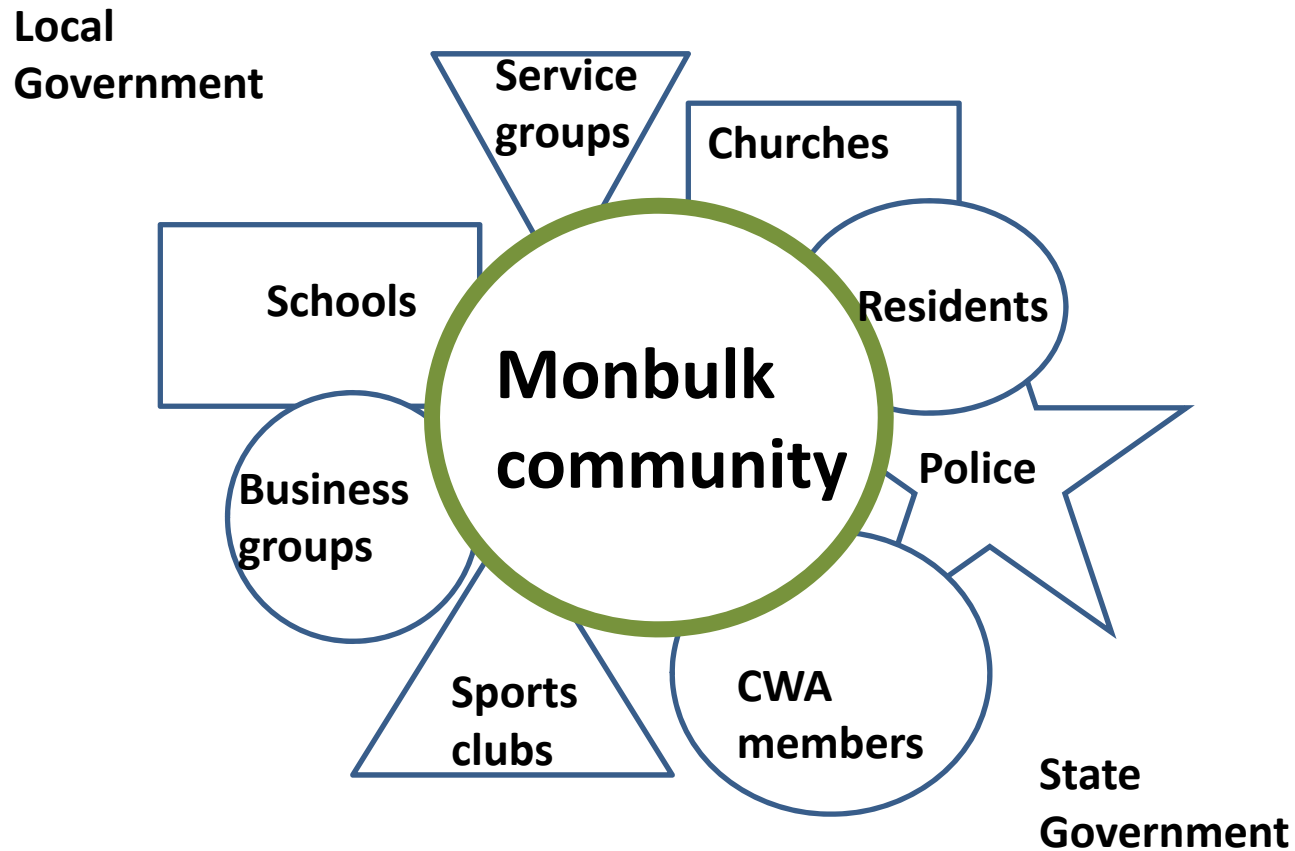 Local
Government
Service
groups
Churches
Schools
Residents
Monbulk
community
Police
Business
groups
Sports
clubs
CWA
members
State
Government